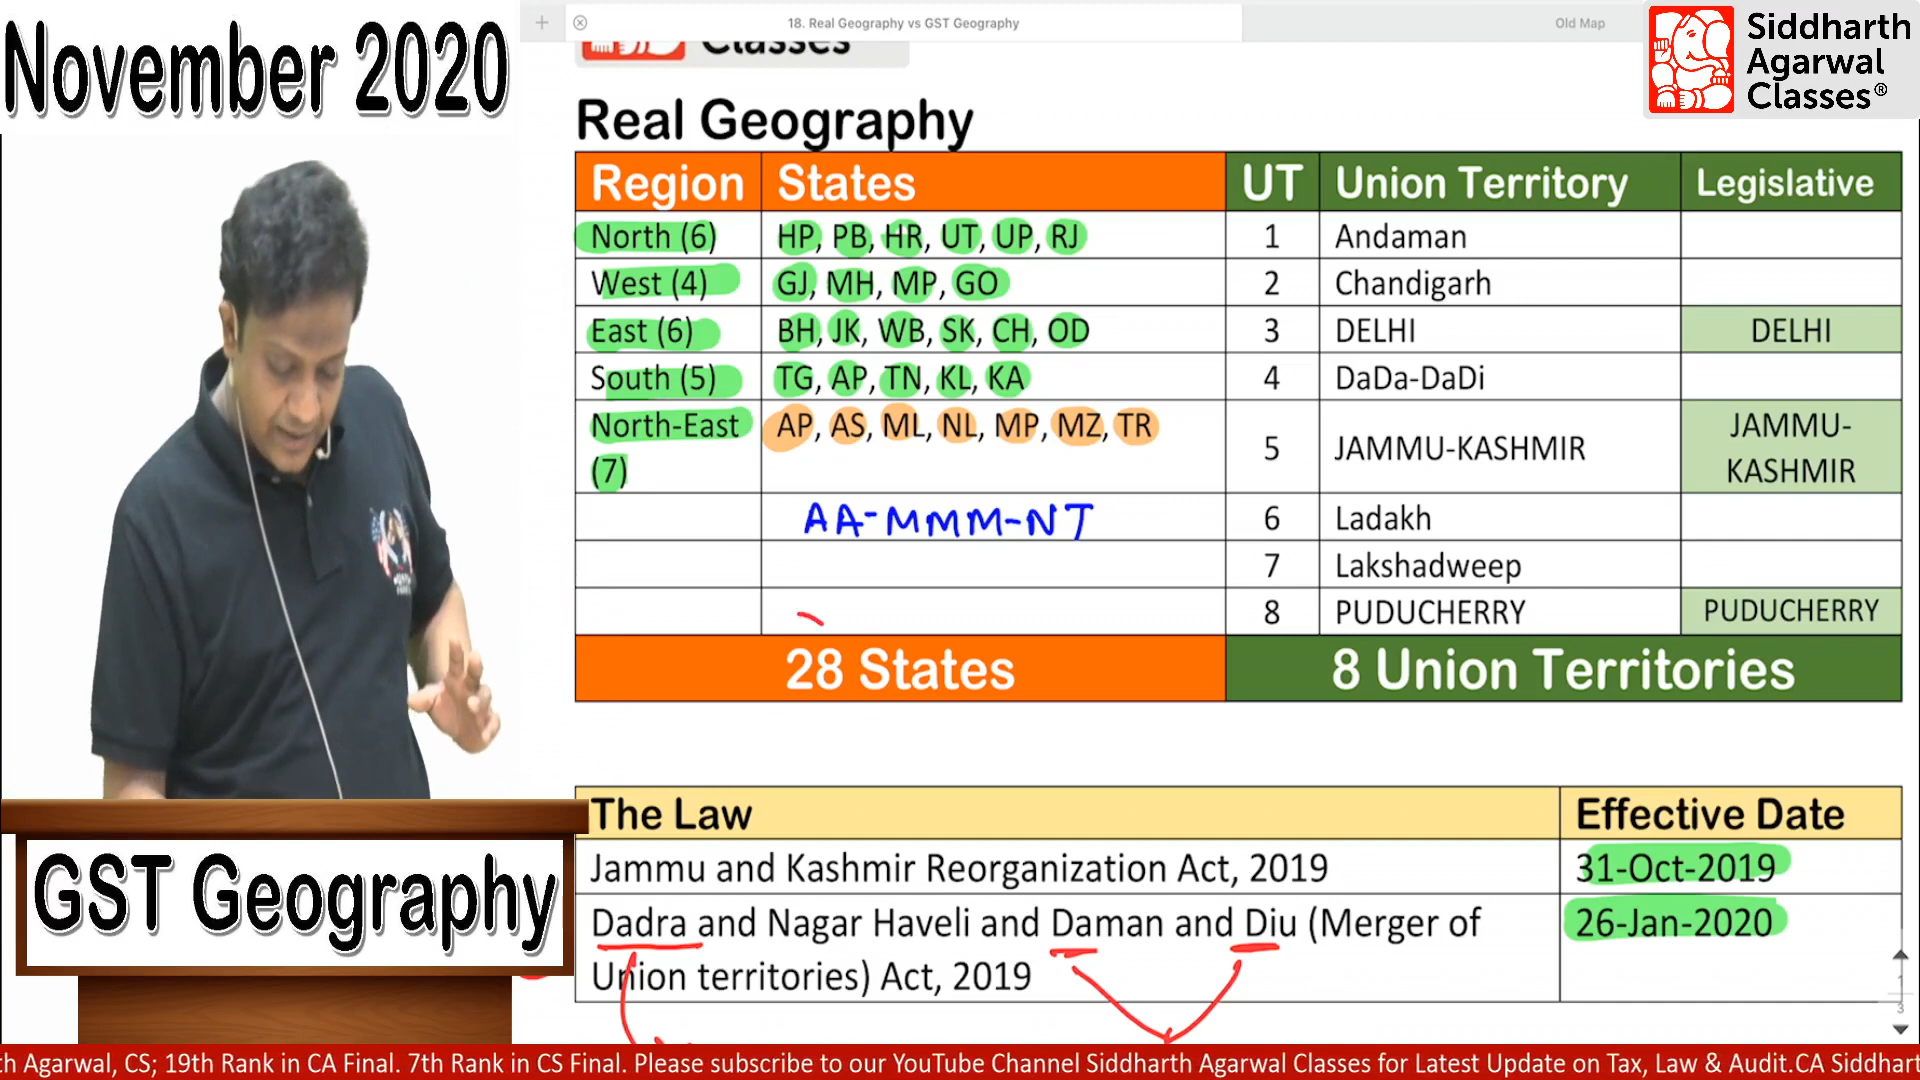 November 2020
18. Real Geography vs GST Geography
Old Map
Siddharth
Agarwal
Classes®
Classes
Real Geography
Region States UT Union Territory Legislative
North (6) HP, PB, HR, UT, UP, RJ 1 Andaman
West (4) GJ, MH, MP, GO 2 Chandigarh
East (6) BH, JK, WB, SK, CH, OD 3 DELHI DELHI
South (5) TG, AP, TN, KL, KA 4 DaDa-DaDi
North-East AP, AS, ML, NL, MP, MZ, TR
(7)
5 JAMMU-KASHMIR JAMMU-
KASHMIR
AA-MMM-NT 6 Ladakh
7 Lakshadweep
8 PUDUCHERRY PUDUCHERRY
28 States 8 Union Territories
The Law Effective Date
Jammu and Kashmir Reorganization Act, 2019 31-Oct-2019
Dadra and Nagar Haveli and Daman and Diu (Merger of 26-Jan-2020
Union territories) Act, 2019
GST Geography
1
3
th Agarwal, CS; 19th Rank in CA Final. 7th Rank in CS Final. Please subscribe to our YouTube Channel Siddharth Agarwal Classes for Latest Update on Tax, Law & Audit.CA Siddhart